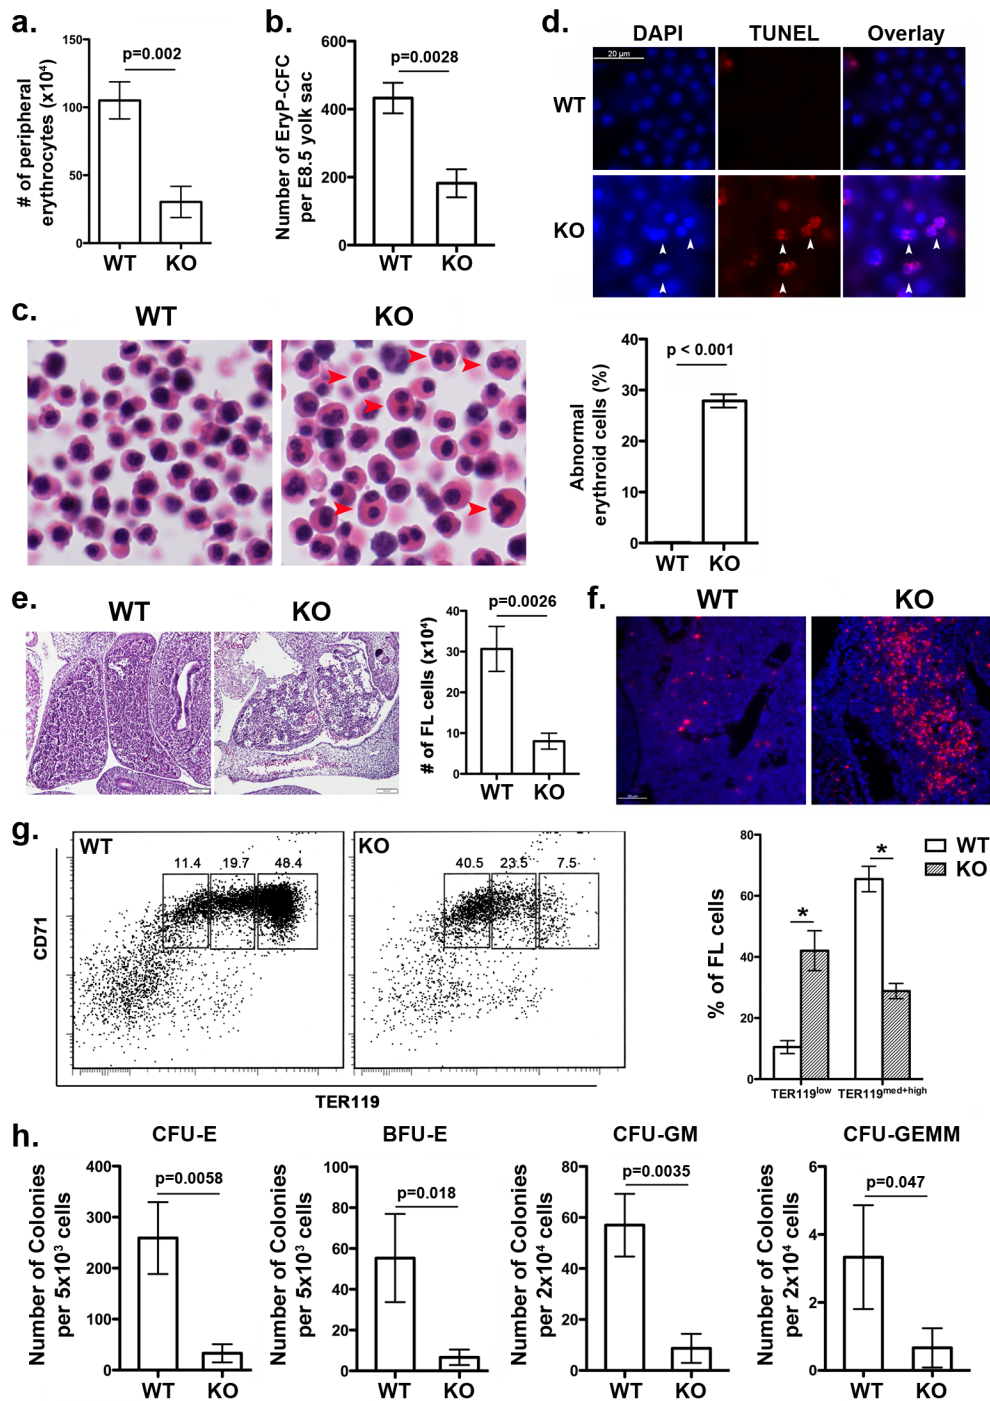 a.
# of peripheral
erythrocytes (x10⁴)
150
100
50
0
p=0.002
WT
KO
b.
Number of EryP-CFC
per E8.5 yolk sac
600
400
200
0
p=0.0028
WT
KO
d.
DAPI
TUNEL
Overlay
20 μm
WT
KO
c.
WT
KO
Abnormal
erythroid cells (%)
40
30
20
10
0
p < 0.001
WT
KO
e.
WT
KO
# of FL cells (x10⁴)
40
30
20
10
0
p=0.0026
WT
KO
f.
WT
KO
g.
WT
11.4
19.7
48.4
KO
40.5
23.5
7.5
CD71
TER119
% of FL cells
80
60
40
20
0
*
*
WT
KO
TER119low
TER119med+high
h.
CFU-E
Number of Colonies
per 5x10³ cells
400
300
200
100
0
p=0.0058
WT
KO
BFU-E
Number of Colonies
per 5x10³ cells
100
80
60
40
20
0
p=0.018
WT
KO
CFU-GM
Number of Colonies
per 2x10⁴ cells
80
60
40
20
0
p=0.0035
WT
KO
CFU-GEMM
Number of Colonies
per 2x10⁴ cells
6
4
2
0
p=0.047
WT
KO